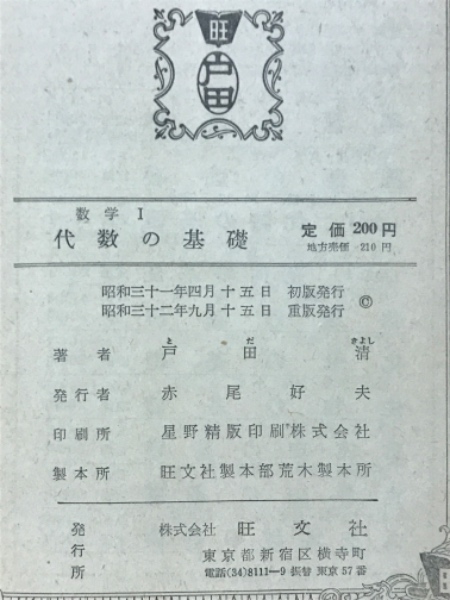 旺
戸田
数学 I
代数の基礎
定価 200円
地方売価 210円
昭和三十一年四月十五日 初版発行
昭和三十二年九月十五日 重版発行 ©
と だ きよし
著者 戸田 清
発行者 赤尾好夫
印刷所 星野精版印刷株式会社
製本所 旺文社製本部荒木製本所
発行所 株式会社 旺文社
東京都新宿区横寺町
電話(34)8111─9 振替 東京57番
旺